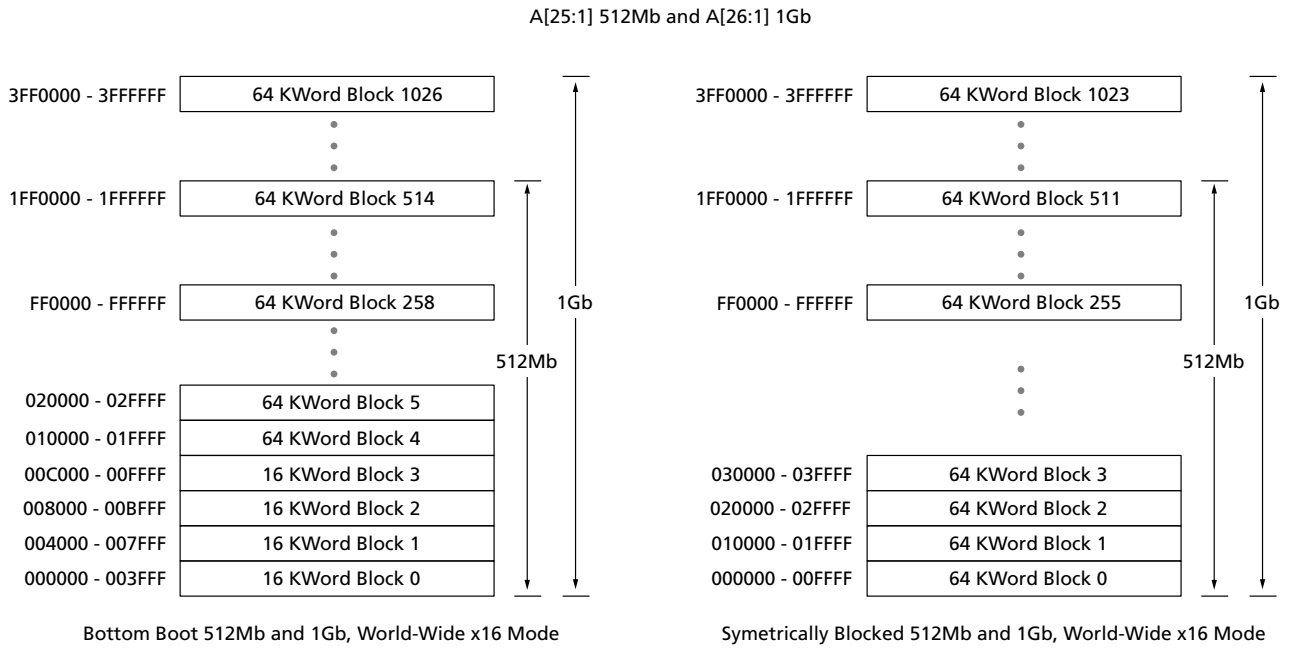 A[25:1] 512Mb and A[26:1] 1Gb
3FF0000 - 3FFFFFF
64 KWord Block 1026
1FF0000 - 1FFFFFF
64 KWord Block 514
FF0000 - FFFFFF
64 KWord Block 258
1Gb
512Mb
020000 - 02FFFF
64 KWord Block 5
010000 - 01FFFF
64 KWord Block 4
00C000 - 00FFFF
16 KWord Block 3
008000 - 00BFFF
16 KWord Block 2
004000 - 007FFF
16 KWord Block 1
000000 - 003FFF
16 KWord Block 0
Bottom Boot 512Mb and 1Gb, World-Wide x16 Mode
3FF0000 - 3FFFFFF
64 KWord Block 1023
1FF0000 - 1FFFFFF
64 KWord Block 511
FF0000 - FFFFFF
64 KWord Block 255
1Gb
512Mb
030000 - 03FFFF
64 KWord Block 3
020000 - 02FFFF
64 KWord Block 2
010000 - 01FFFF
64 KWord Block 1
000000 - 00FFFF
64 KWord Block 0
Symetrically Blocked 512Mb and 1Gb, World-Wide x16 Mode